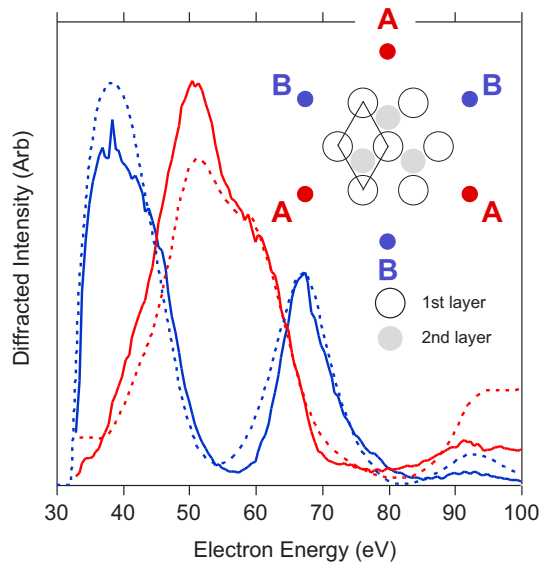 A
B
B
A
A
B
1st layer
2nd layer
Diffracted Intensity (Arb)
30
40
50
60
70
80
90
100
Electron Energy (eV)